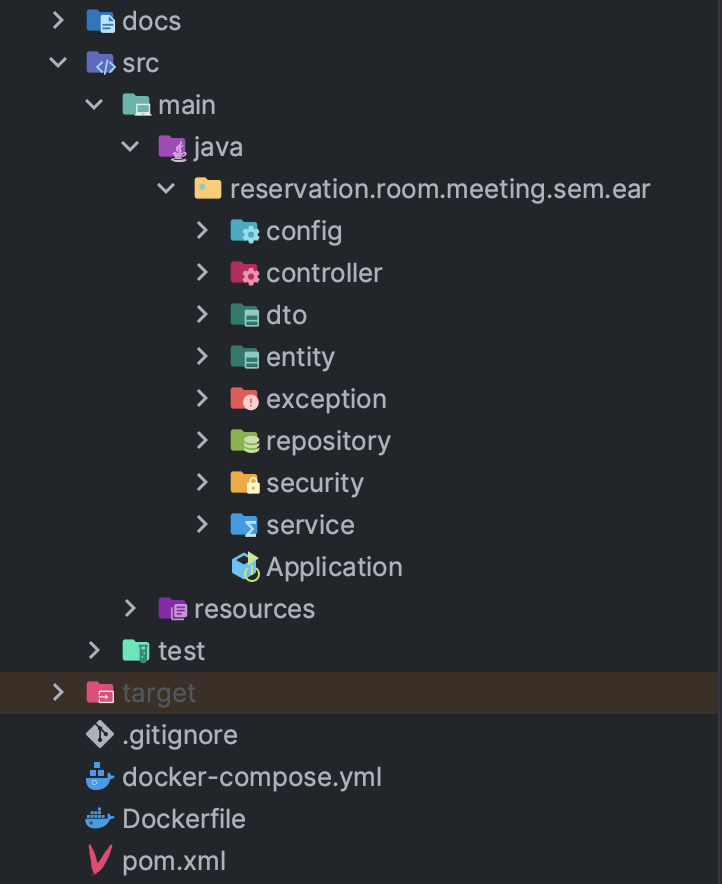 docs
src
main
java
reservation.room.meeting.sem.ear
config
controller
dto
entity
exception
repository
security
service
Application
resources
test
target
.gitignore
docker-compose.yml
Dockerfile
pom.xml